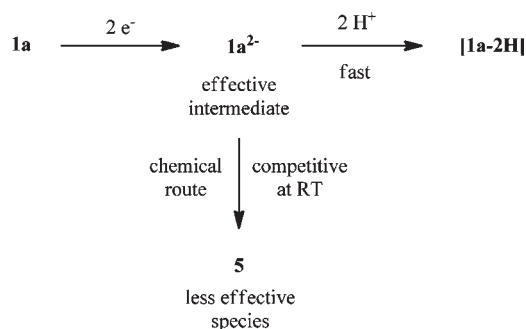 1a 2 e- 1a2- 2 H+ [1a-2H]
effective fast
intermediate
chemical competitive
route at RT
5
less effective
species